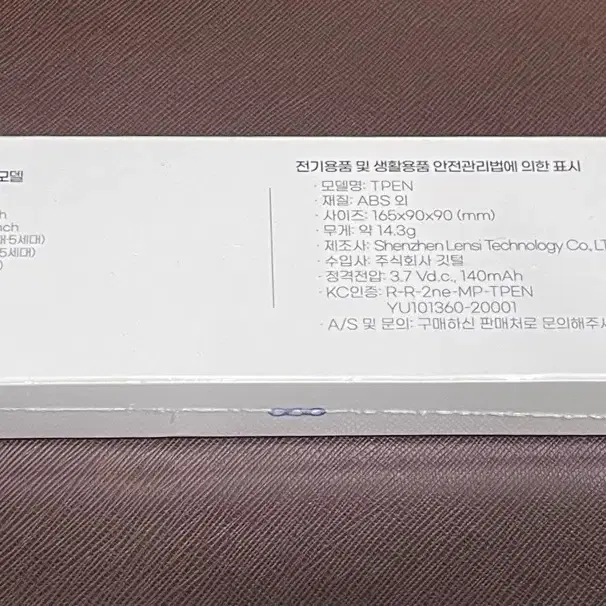 모델
h
nch
5세대)
5세대)
)
전기용품 및 생활용품 안전관리법에 의한 표시
· 모델명: TPEN
· 재질: ABS 외
· 사이즈: 165x90x90 (mm)
· 무게: 약 14.3g
· 제조사: Shenzhen Lensi Technology Co., LT
· 수입사: 주식회사 깃털
· 정격전압: 3.7 Vd.c., 140mAh
· KC인증: R-R-2ne-MP-TPEN
YU101360-20001
· A/S 및 문의: 구매하신 판매처로 문의해주세